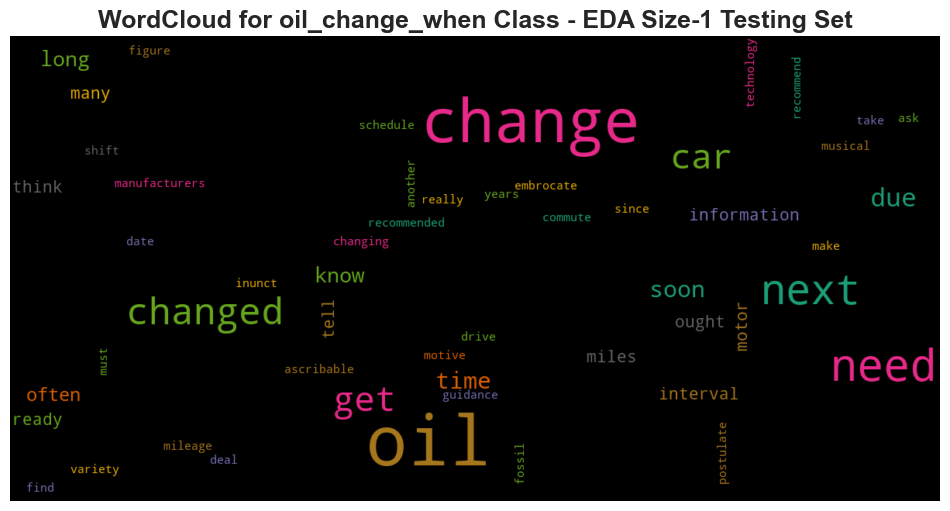 WordCloud for oil_change_when Class - EDA Size-1 Testing Set
figure
long
technology
recommend
many
change
schedule
take
ask
shift
car
musical
think
manufacturers
another
embrocate
really
years
due
since
information
recommended
commute
date
changing
make
know
inunct
soon
next
changed
tell
ought
motor
drive
must
motive
miles
need
ascribable
time
guidance
often
get
interval
ready
oil
mileage
deal
variety
fossil
postulate
find